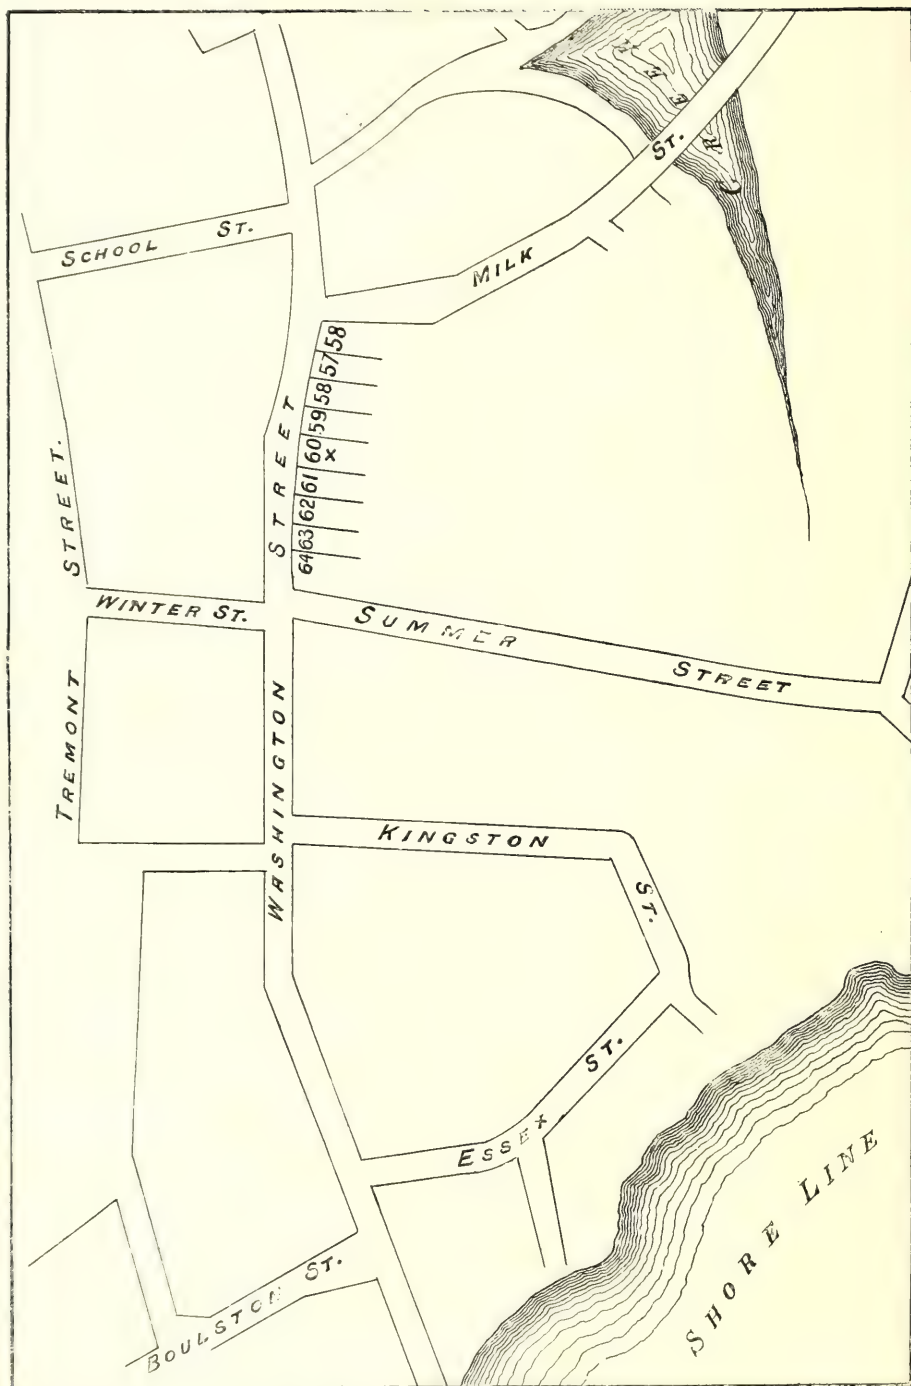 CREEK
ST.
SCHOOL ST.
MILK
58
57
58
59
60
x
61
62
63
64
STREET
STREET.
WINTER ST.
SUMMER STREET
TREMONT
WASHINGTON
KINGSTON
ST.
ESSEX ST.
SHORE LINE
BOULSTON ST.